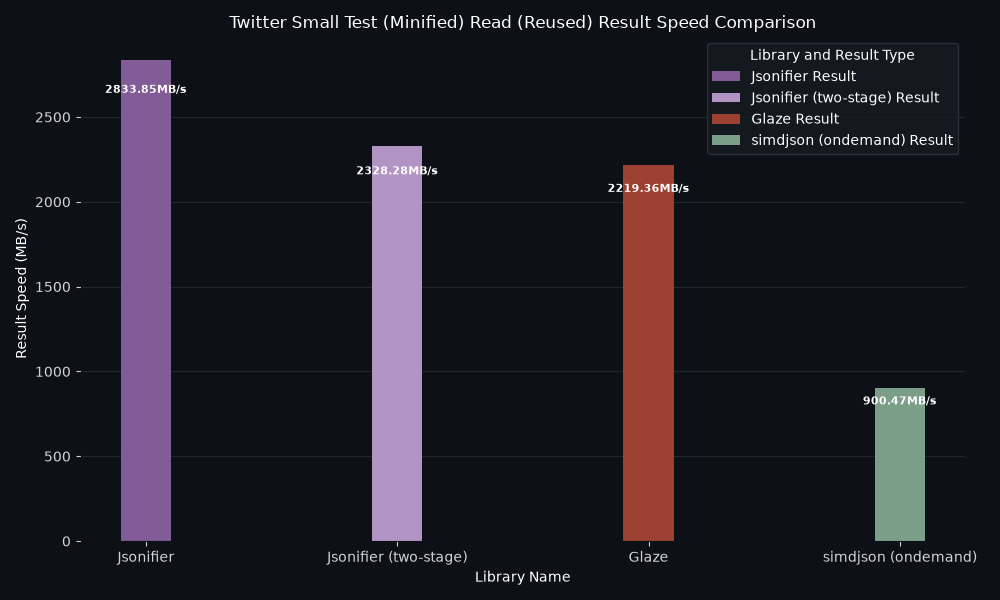 Twitter Small Test (Minified) Read (Reused) Result Speed Comparison
Library and Result Type
Jsonifier Result
Jsonifier (two-stage) Result
Glaze Result
simdjson (ondemand) Result
2833.85MB/s
2328.28MB/s
2219.36MB/s
900.47MB/s
Result Speed (MB/s)
2500
2000
1500
1000
500
0
Jsonifier
Jsonifier (two-stage)
Glaze
simdjson (ondemand)
Library Name